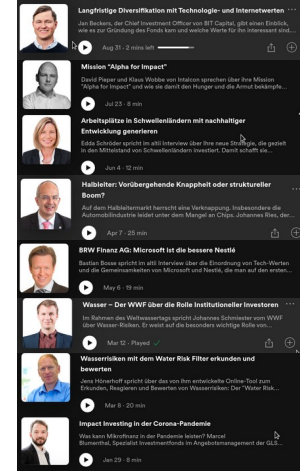 Langfristige Diversifikation mit Technologie- und Internetwerten
Jan Beckers, der Chief Investment Officer von BIT Capital, gibt einen Einblick,
wie es zur Gründung des Fonds kam und welche Werte für ihn interessant sind.…
Aug 31 - 2 mins left
Mission "Alpha for Impact"
David Pieper und Klaus Wobbe von Intalcon sprechen über ihre Mission
"Alpha for Impact" und wie sie damit den Hunger und die Armut bekämpfe…
Jul 23 · 8 min
Arbeitsplätze in Schwellenländern mit nachhaltiger
Entwicklung generieren
Edda Schröder spricht im altii Interview über Ihre neue Strategie, die gezielt
in den Mittelstand von Schwellenländern investiert. Damit schafft sie…
Jun 4 · 12 min
Halbleiter: Vorübergehende Knappheit oder struktureller
Boom?
Auf dem Halbleitermarkt herrscht eine Verknappung. Insbesondere die
Automobilindustrie leidet unter dem Mangel an Chips. Johannes Ries, der…
Apr 7 · 25 min
BRW Finanz AG: Microsoft ist die bessere Nestlé
Bastian Bosse spricht im altii Interview über die Einordnung von Tech-Werten
und die Gemeinsamkeiten von Microsoft und Nestlé, die man auf den ersten…
May 6 · 19 min
Wasser – Der WWF über die Rolle Institutioneller Investoren
Im Rahmen des Weltwassertags spricht Johannes Schmiester vom WWF
über Wasser-Risiken. Er weist auf die besonders wichtige Rolle von…
Mar 12 · Played
Wasserrisiken mit dem Water Risk Filter erkunden und
bewerten
Jens Hönerhoff spricht über das von Ihm entwickelte Online-Tool zum
Erkunden, Reagieren und Bewerten von Wasserrisiken: Der "Water Risk…
Mar 6 · 20 min
Impact Investing in der Corona-Pandemie
Was kann Mikrofinanz in der Pandemie leisten? Marcel
Blumenthal, Spezialist Investmentfonds im Angebotsmanagement der GLS…
Jan 29 · 8 min